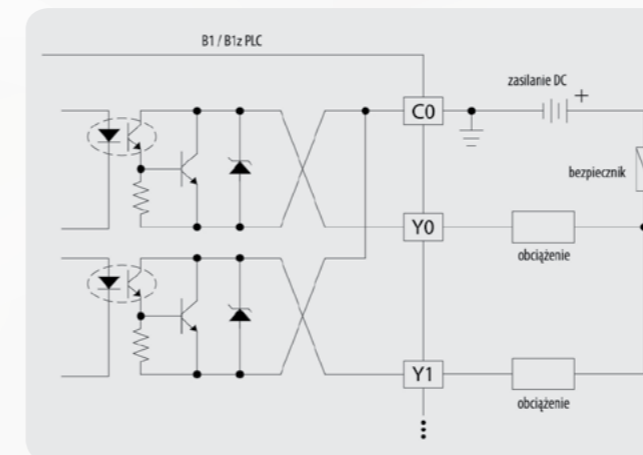 B1 / B1z PLC
zasilanie DC
+
C0
bezpiecznik
Y0
obciążenie
Y1
obciążenie